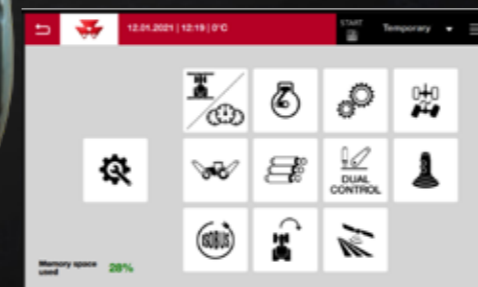 12.01.2021 | 12:19 | 0°C
START
Temporary
DUAL
CONTROL
ISOBUS
Memory space
used
28%